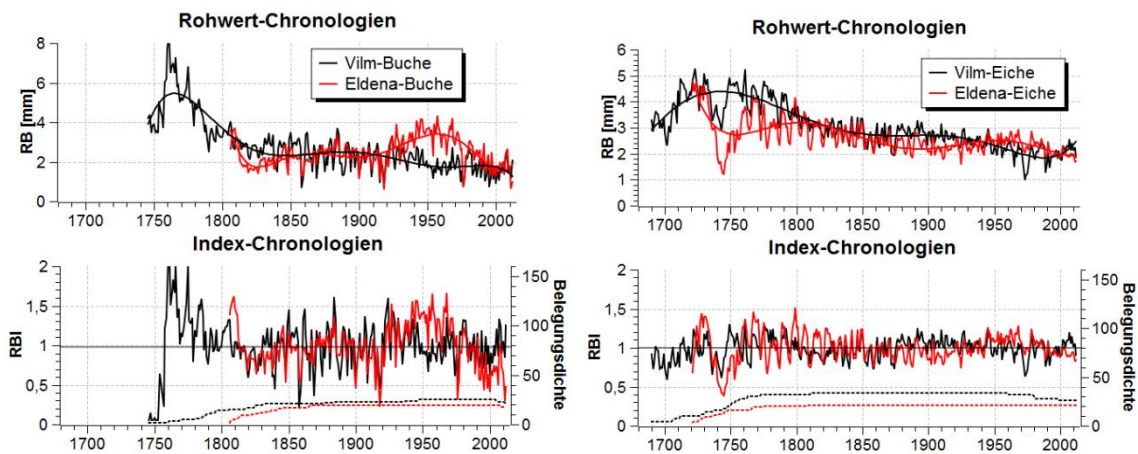 Rohwert-Chronologien
8
6
4
2
0
RB [mm]
Vilm-Buche
Eldena-Buche
1700 1750 1800 1850 1900 1950 2000
Index-Chronologien
2
1,5
1
0,5
0
RBI
150
100
50
0
Belegungsdichte
1700 1750 1800 1850 1900 1950 2000
Rohwert-Chronologien
6
5
4
3
2
1
0
RB [mm]
Vilm-Eiche
Eldena-Eiche
1700 1750 1800 1850 1900 1950 2000
Index-Chronologien
2
1,5
1
0,5
0
RBI
150
100
50
0
Belegungsdichte
1700 1750 1800 1850 1900 1950 2000